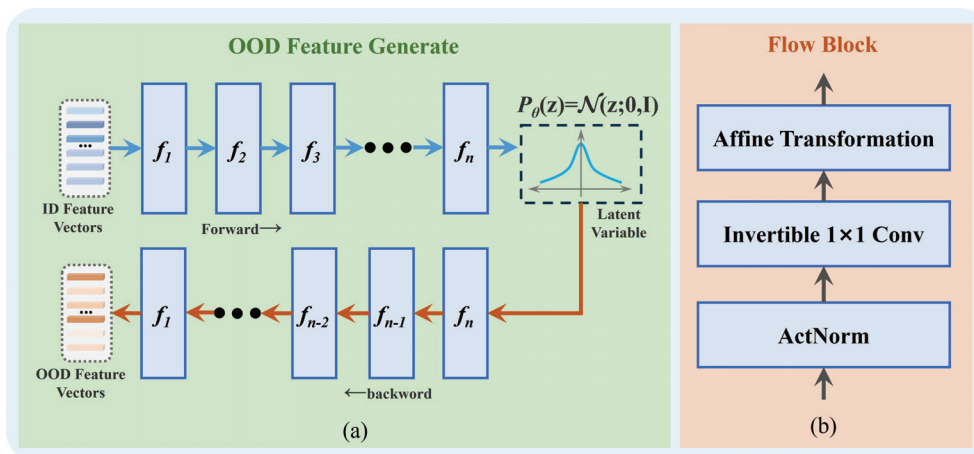 OOD Feature Generate
ID Feature
Vectors
f1
f2
f3
fn
Pθ(z)=𝒩(z;0,I)
Latent
Variable
Forward→
OOD Feature
Vectors
f1
fn-2
fn-1
fn
←backword
(a)
Flow Block
Affine Transformation
Invertible 1×1 Conv
ActNorm
(b)